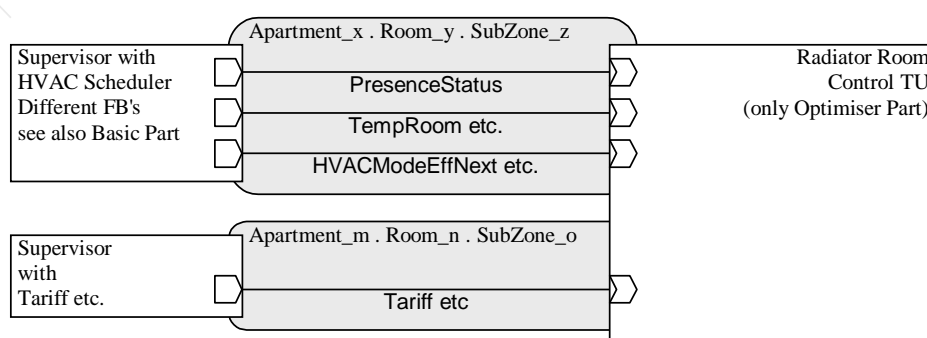 Apartment_x . Room_y . SubZone_z
Supervisor with
HVAC Scheduler
Different FB's
see also Basic Part
PresenceStatus
TempRoom etc.
HVACModeEffNext etc.
Radiator Room
Control TU
(only Optimiser Part)
Apartment_m . Room_n . SubZone_o
Supervisor
with
Tariff etc.
Tariff etc